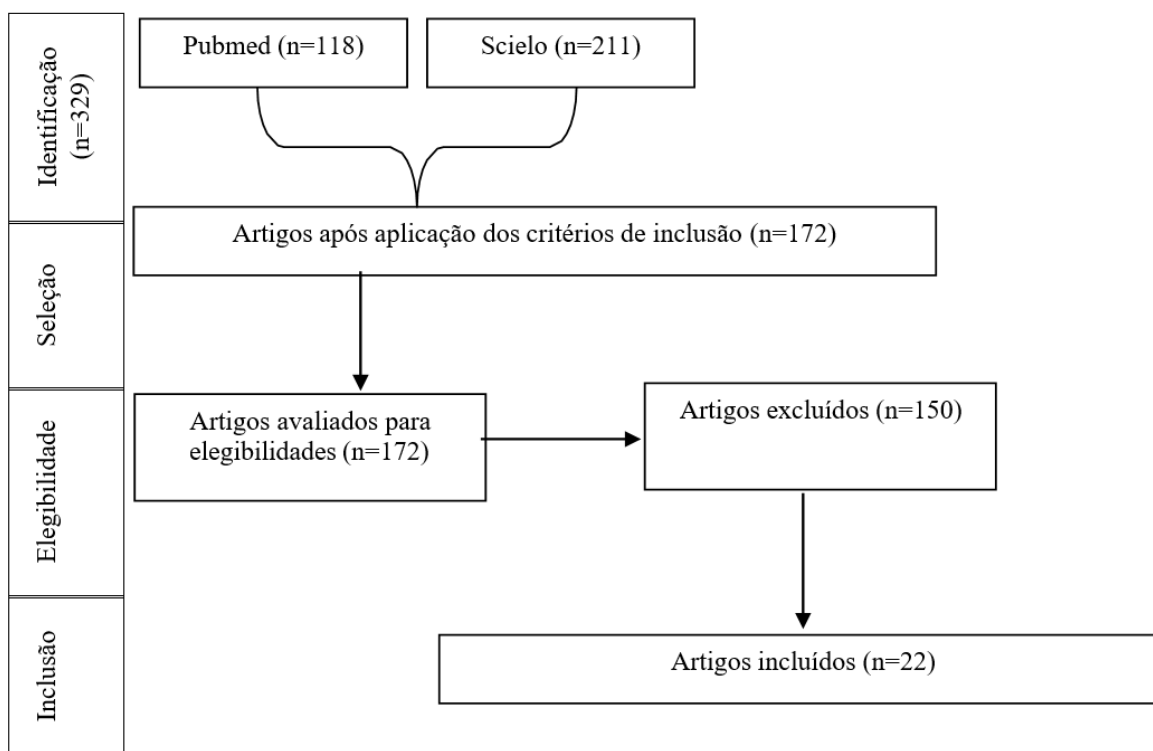 Identificação
(n=329)
Pubmed (n=118)
Scielo (n=211)
Seleção
Artigos após aplicação dos critérios de inclusão (n=172)
Elegibilidade
Artigos avaliados para
elegibilidades (n=172)
Artigos excluídos (n=150)
Inclusão
Artigos incluídos (n=22)